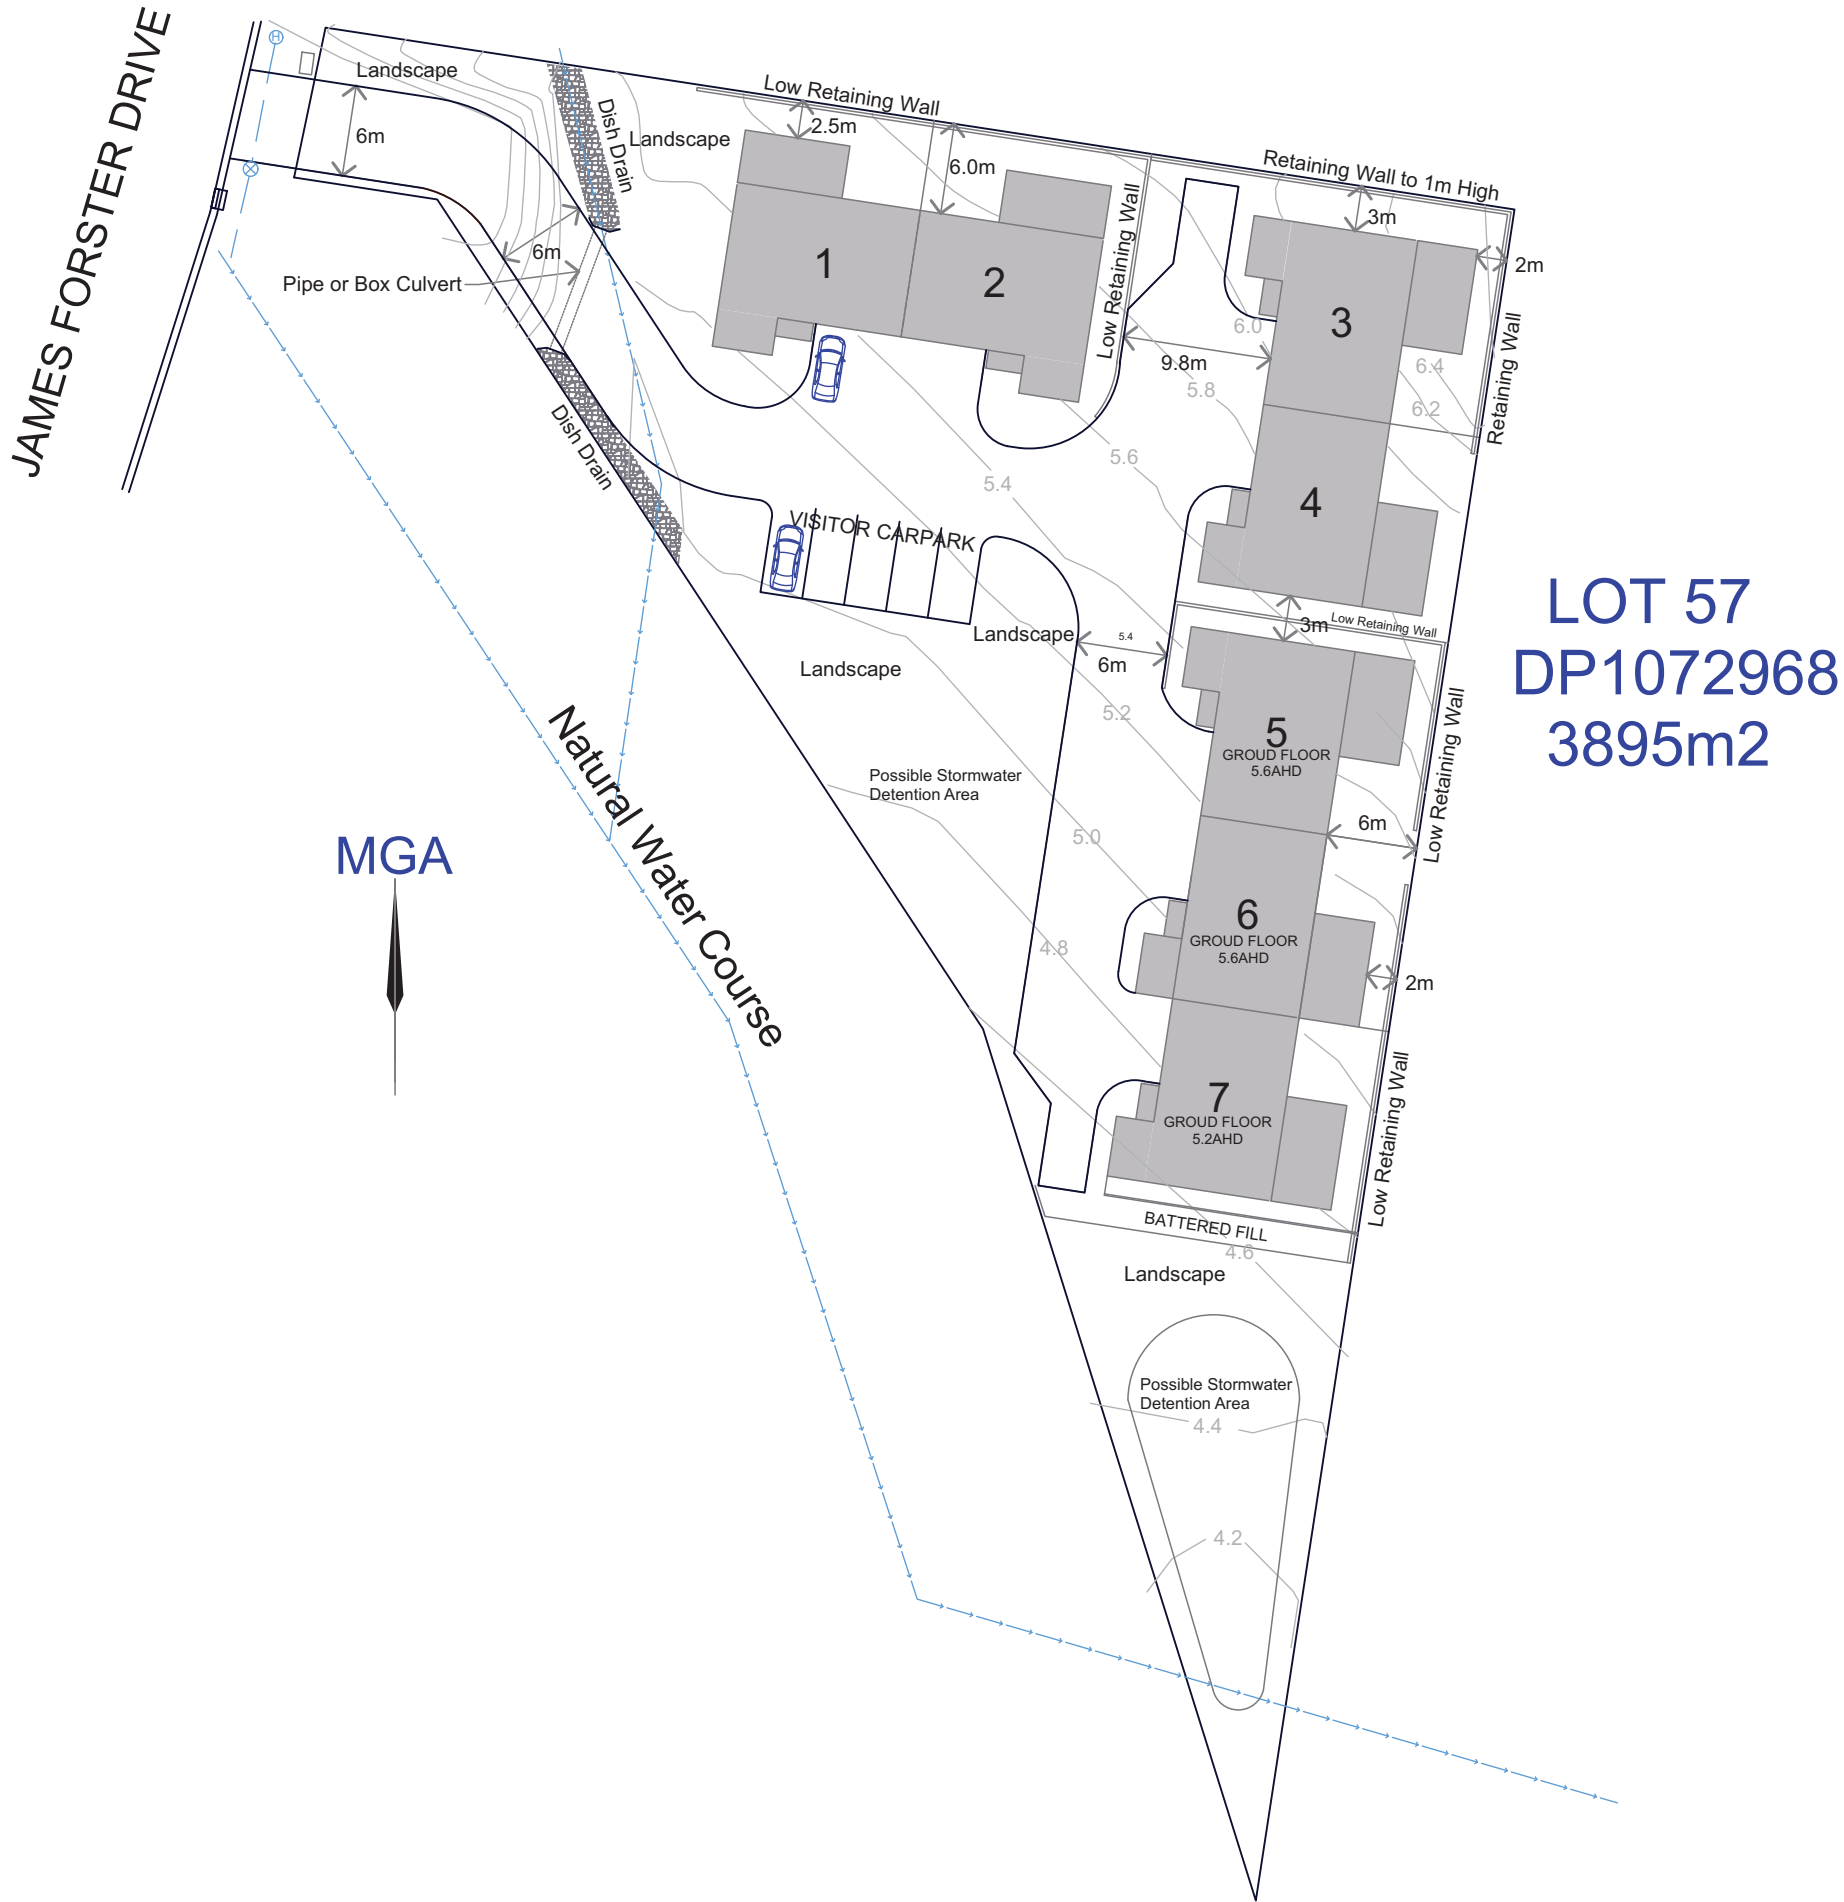 JAMES FORSTER DRIVE
H
Landscape
6m
Dish Drain
Landscape
Low Retaining Wall
2.5m
6.0m
Low Retaining Wall
Retaining Wall to 1m High
3m
2m
Retaining Wall
6m
Pipe or Box Culvert
1
2
3
6.0
9.8m
5.8
6.4
6.2
Dish Drain
5.4
5.6
4
VISITOR CARPARK
LOT 57
DP1072968
3895m2
Landscape
5.4
6m
3m
Low Retaining Wall
Landscape
5.2
5
GROUD FLOOR
5.6AHD
Low Retaining Wall
Natural Water Course
Possible Stormwater
Detention Area
5.0
6m
MGA
4.8
6
GROUD FLOOR
5.6AHD
2m
7
GROUD FLOOR
5.2AHD
Low Retaining Wall
BATTERED FILL
4.6
Landscape
Possible Stormwater
Detention Area
4.4
4.2